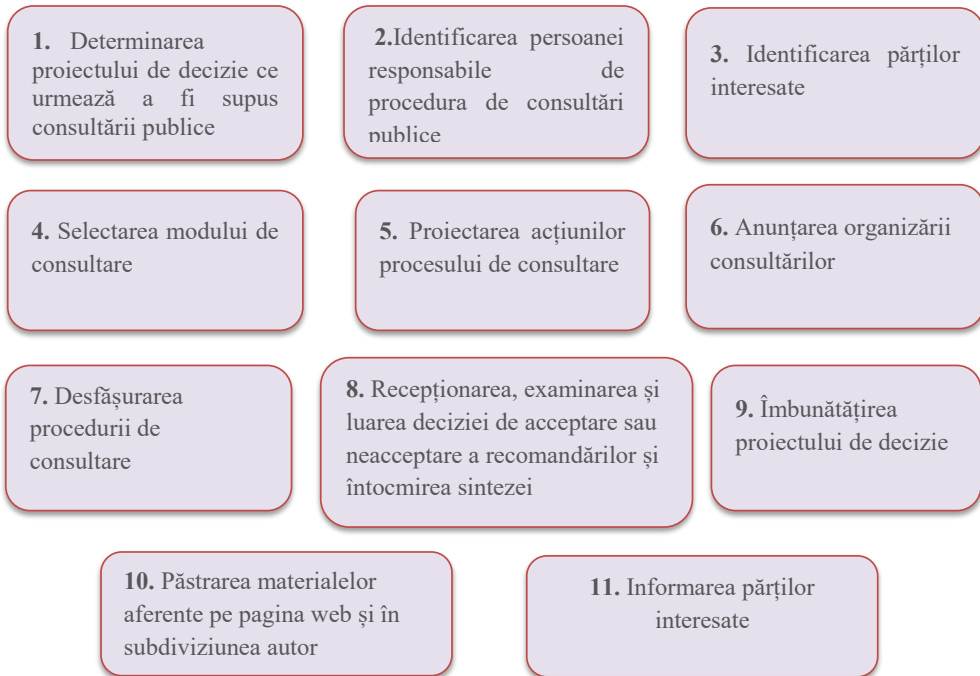 1. Determinarea
proiectului de decizie ce
urmează a fi supus
consultării publice
2.Identificarea persoanei
responsabile de
procedura de consultări
publice
3. Identificarea părților
interesate
4. Selectarea modului de
consultare
5. Proiectarea acțiunilor
procesului de consultare
6. Anunțarea organizării
consultărilor
7. Desfășurarea
procedurii de
consultare
8. Recepționarea, examinarea și
luarea deciziei de acceptare sau
neacceptare a recomandărilor și
întocmirea sintezei
9. Îmbunătățirea
proiectului de decizie
10. Păstrarea materialelor
aferente pe pagina web și în
subdiviziunea autor
11. Informarea părților
interesate